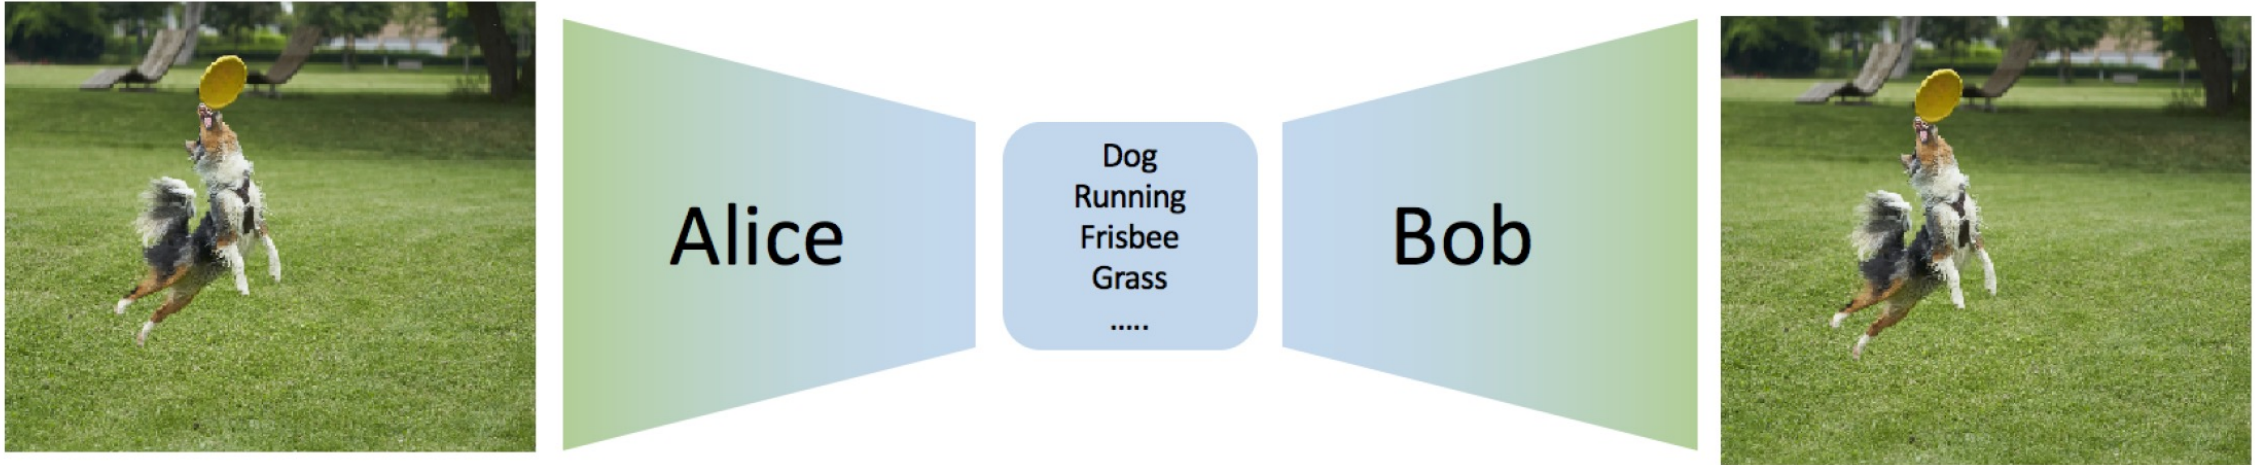 Alice
Dog
Running
Frisbee
Grass
.....
Bob